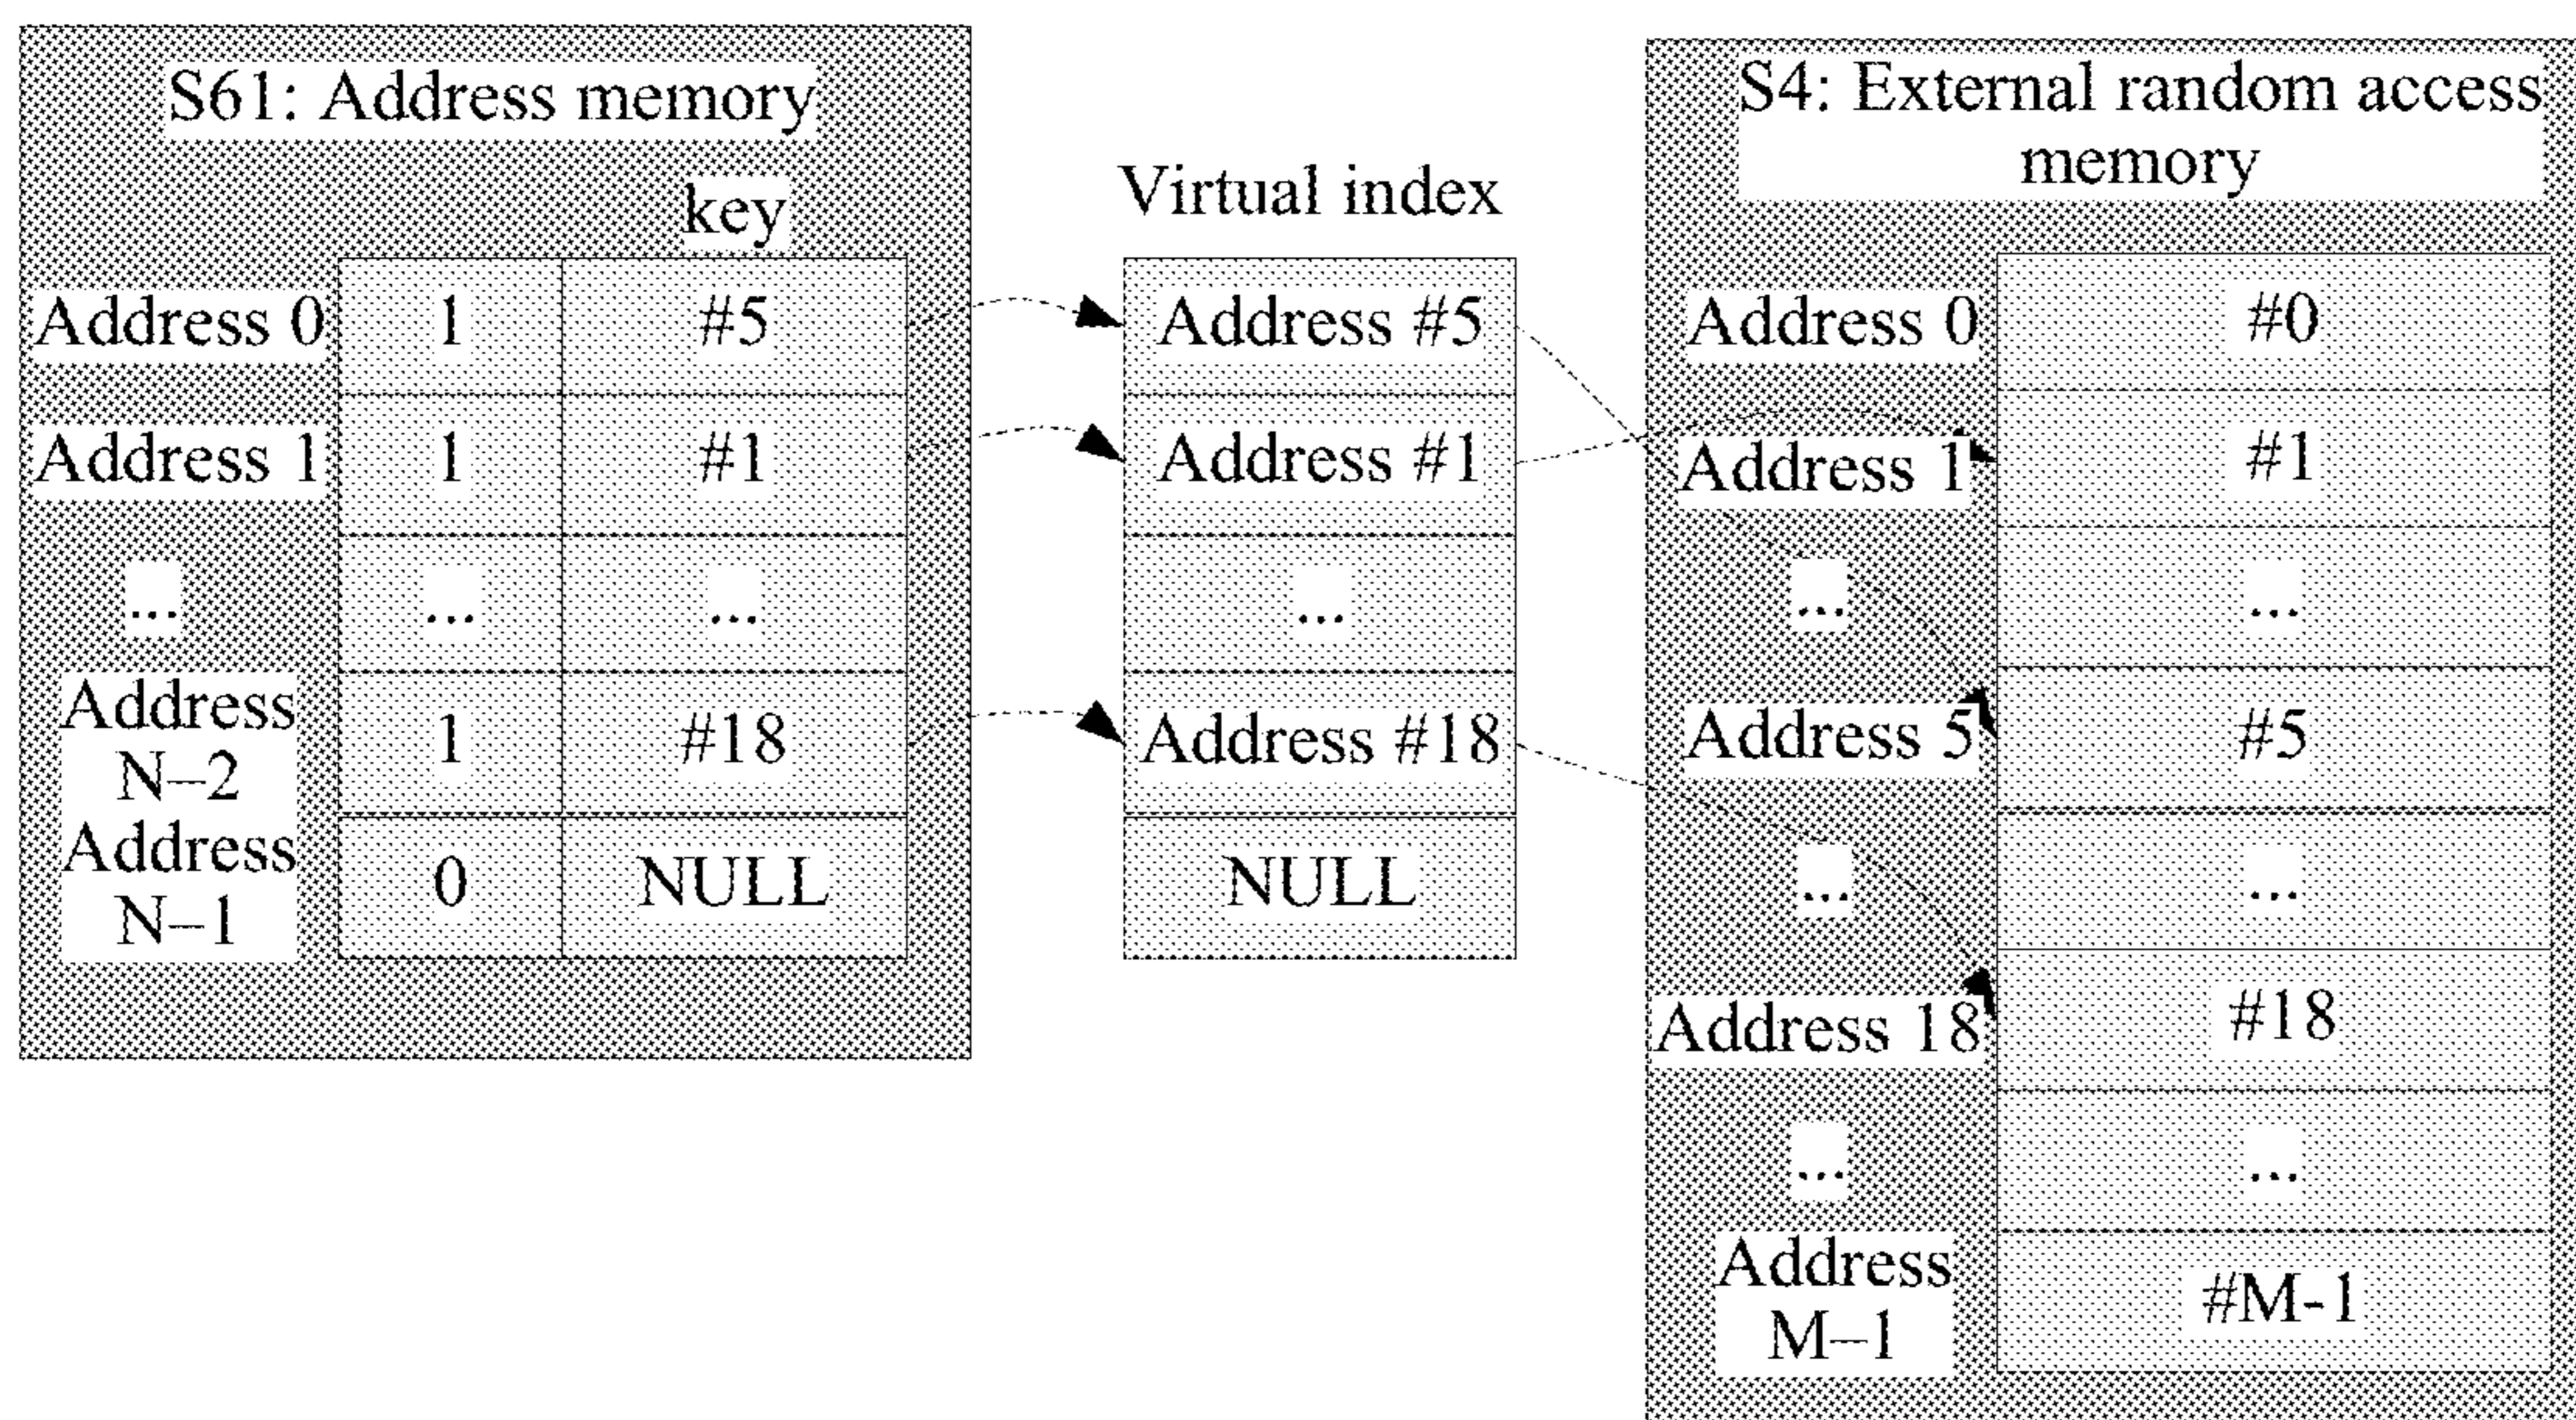 S61: Address memory
key
Address 0 1 #5
Address 1 1 #1
... ... ...
Address
N–2
1 #18
Address
N–1
0 NULL
Virtual index
Address #5
Address #1
...
Address #18
NULL
S4: External random access
memory
Address 0 #0
Address 1 #1
... ...
Address 5 #5
... ...
Address 18 #18
... ...
Address
M–1
#M-1